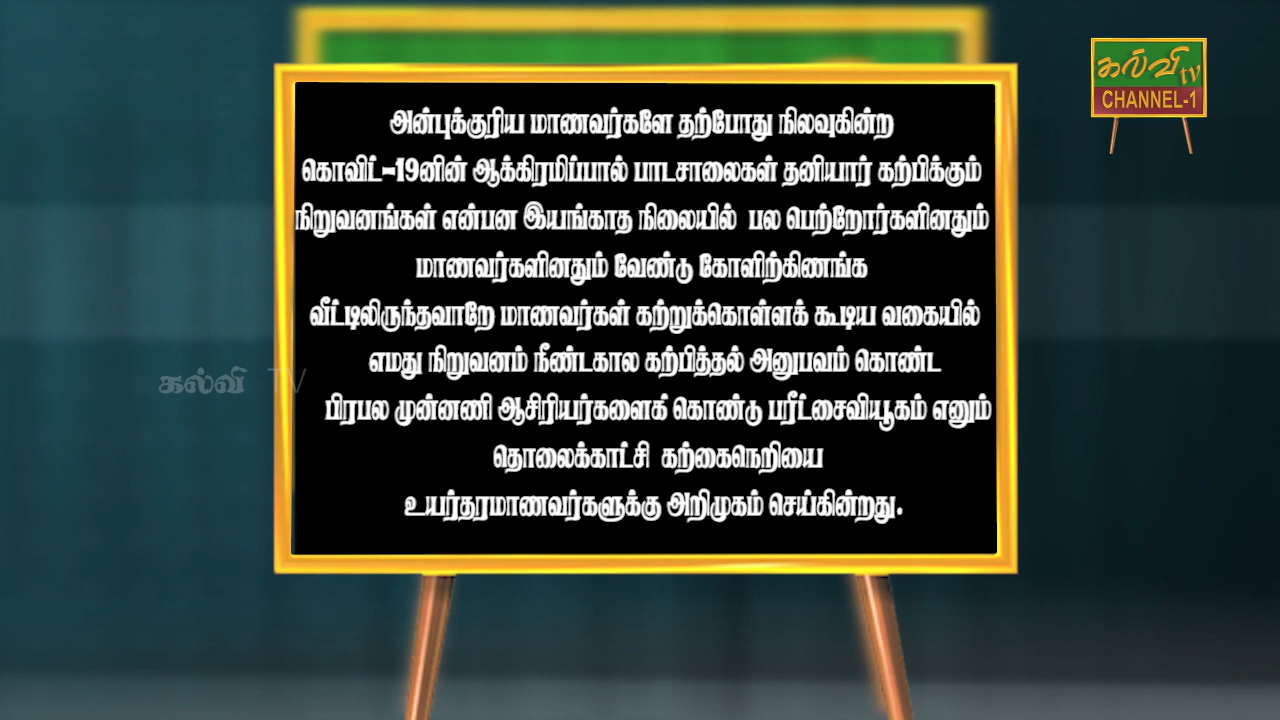 கல்வி tv
CHANNEL-1
அன்புக்குரிய மாணவர்களே தற்போது நிலவுகின்ற
கொவிட்-19னின் ஆக்கிரமிப்பால் பாடசாலைகள் தனியார் கற்பிக்கும்
நிறுவனங்கள் என்பன இயங்காத நிலையில் பல பெற்றோர்களினதும்
மாணவர்களினதும் வேண்டு கோளிற்கிணங்க
வீட்டிலிருந்தவாறே மாணவர்கள் கற்றுக்கொள்ளக் கூடிய வகையில்
எமது நிறுவனம் நீண்டகால கற்பித்தல் அனுபவம் கொண்ட
பிரபல முன்னணி ஆசிரியர்களைக் கொண்டு பரீட்சைவியூகம் எனும்
தொலைக்காட்சி கற்கைநெறியை
உயர்தரமாணவர்களுக்கு அறிமுகம் செய்கின்றது.
கல்வி TV